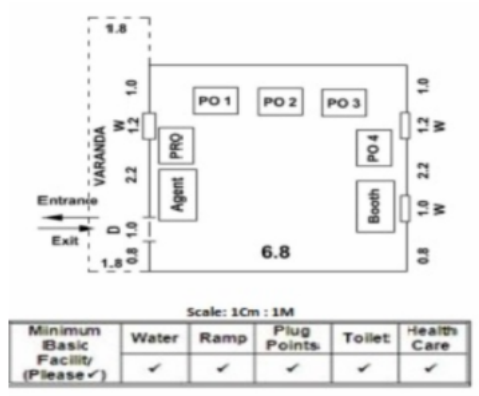 1.8
1.0
1.0
PO 1 PO 2 PO 3
W
1.2
1.2
W
PRO
PO 4
VARANDA
2.2
2.2
Agent
Booth
Entrance
Exit
D
1.0
1.0
W
0.8
0.8
6.8
1.8
Scale: 1Cm : 1M
Minimum Basic Facility (Please ✓) Water Ramp Plug Points Toilet Health Care
✓ ✓ ✓ ✓ ✓